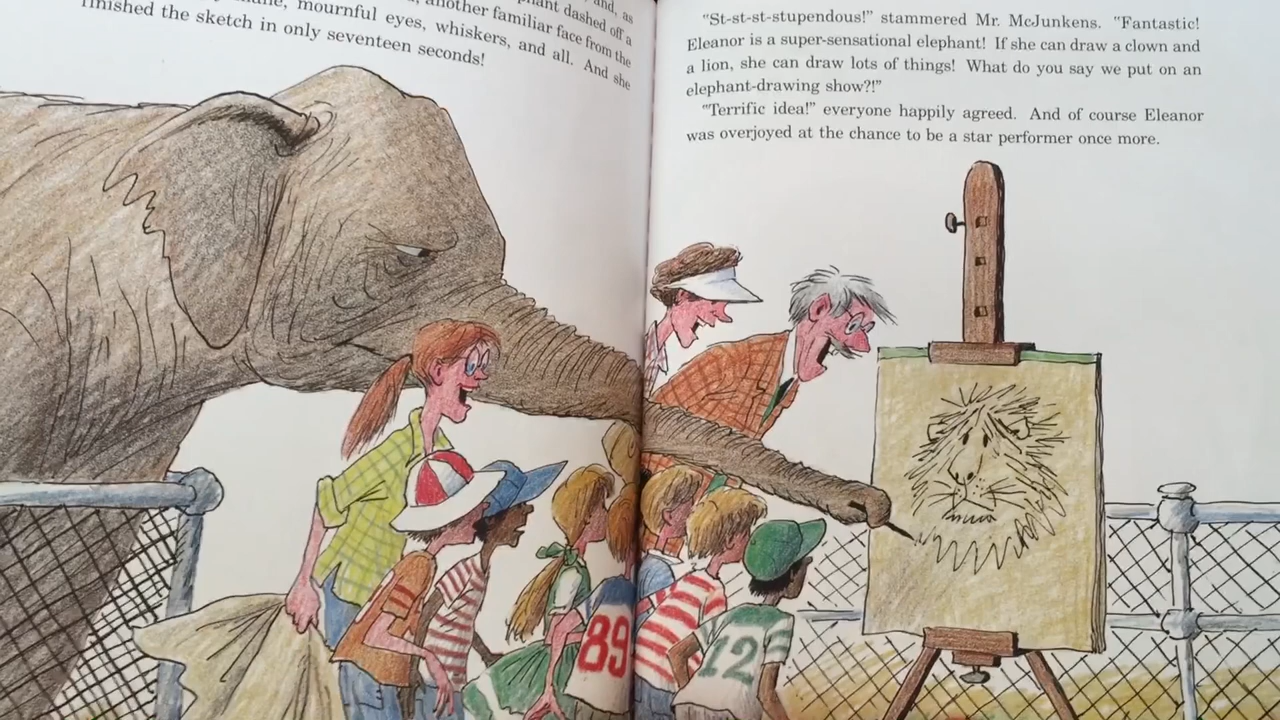 phant dashed off a
another familiar face from the
mournful eyes, whiskers, and all. And she
finished the sketch in only seventeen seconds!
"St-st-st-stupendous!" stammered Mr. McJunkens. "Fantastic!
Eleanor is a super-sensational elephant! If she can draw a clown and
a lion, she can draw lots of things! What do you say we put on an
elephant-drawing show?!"
"Terrific idea!" everyone happily agreed. And of course Eleanor
was overjoyed at the chance to be a star performer once more.
89
12